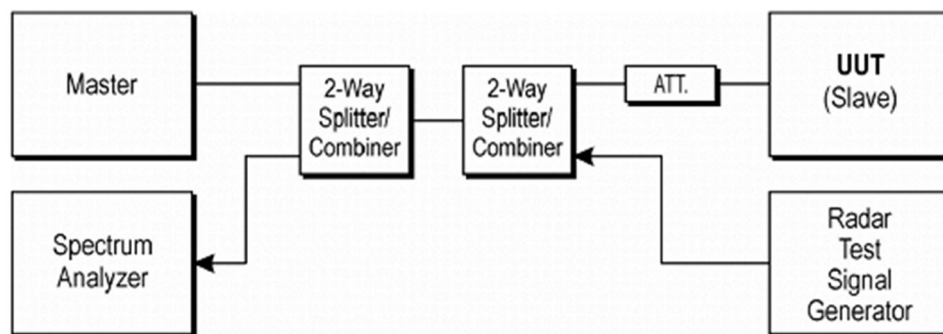 Master
2-Way
Splitter/
Combiner
2-Way
Splitter/
Combiner
ATT.
UUT
(Slave)
Spectrum
Analyzer
Radar
Test
Signal
Generator